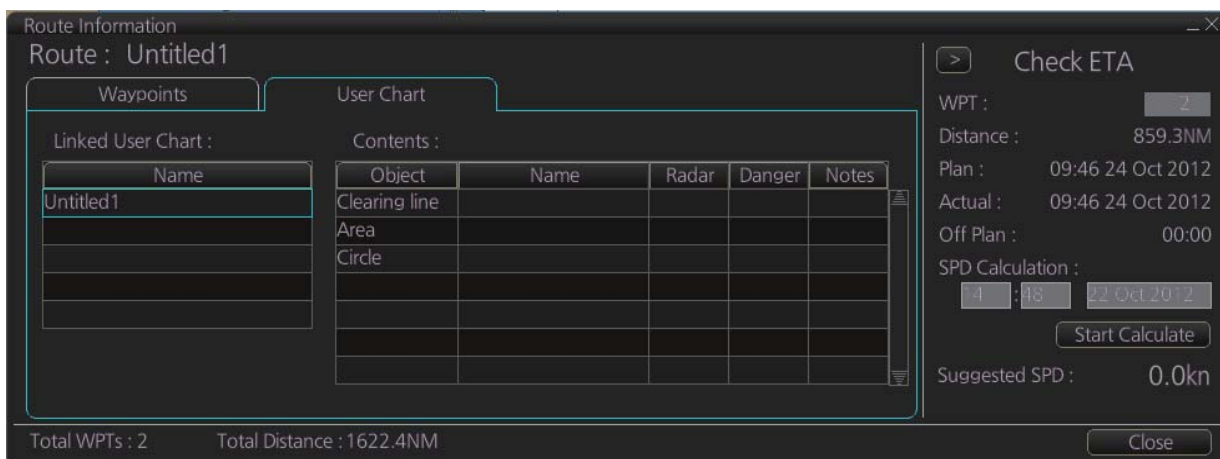 Route Information
Route : Untitled1
Waypoints
User Chart
Linked User Chart :
Name
Untitled1
Contents :
Object Name Radar Danger Notes
Clearing line
Area
Circle
> Check ETA
WPT : 2
Distance : 859.3NM
Plan : 09:46 24 Oct 2012
Actual : 09:46 24 Oct 2012
Off Plan : 00:00
SPD Calculation :
14 : 48 22 Oct 2012
Start Calculate
Suggested SPD : 0.0kn
Total WPTs : 2 Total Distance : 1622.4NM
Close